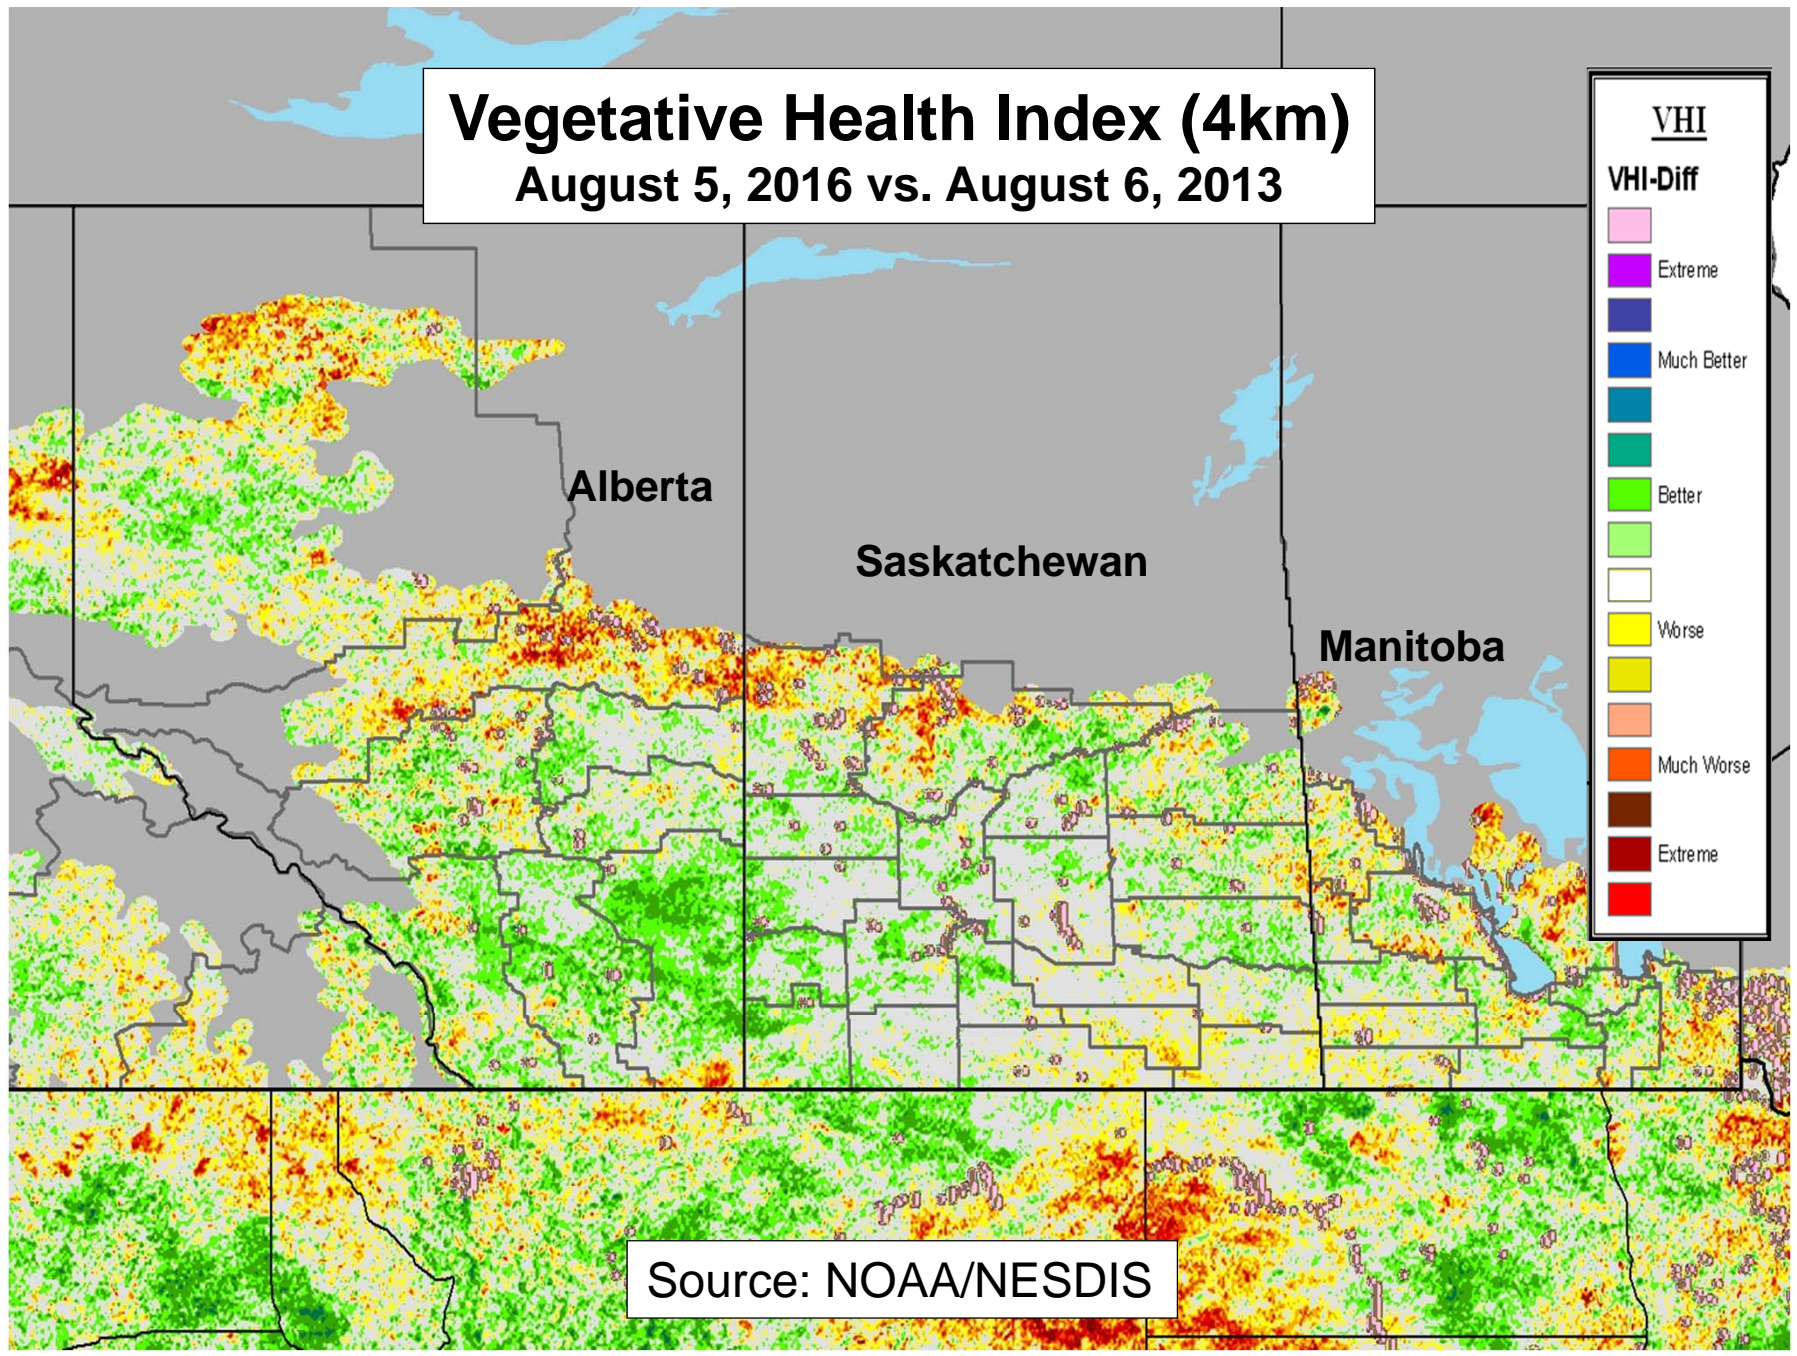 Vegetative Health Index (4km)
August 5, 2016 vs. August 6, 2013
VHI
VHI-Diff
Extreme
Much Better
Better
Worse
Much Worse
Extreme
Alberta
Saskatchewan
Manitoba
Source: NOAA/NESDIS